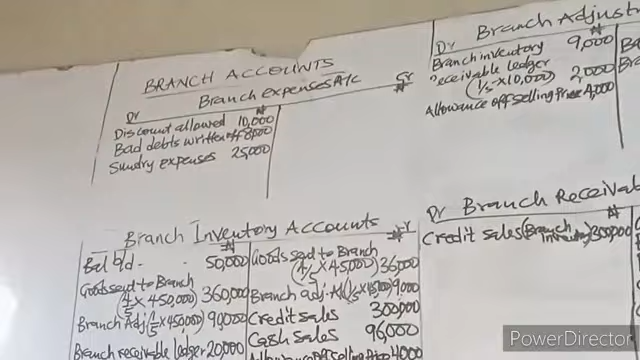 BRANCH ACCOUNTS
Branch expenses A/c
Dr
Cr
₦
₦
Discount allowed 10,000
Bad debts written off 8,000
Sundry expenses 25,000
Branch Adjust
Dr
Branch inventory 9,000
receivable ledger
(1/5 × 10,000) 2,000
Allowance off selling Price 4,000
Branch Inventory Accounts
₦
₦
Bal b/d 50,000
Goods sent to Branch
(4/5 × 450,000) 360,000
Branch Adj (1/5 × 450,000) 90,000
Branch receivable ledger 20,000
Goods sent to Branch
(4/5 × 45,000) 36,000
Branch adj. A (1/5 × 45,000) 9,000
Credit sales 300,000
Cash sales 96,000
Allowance off selling 4000
Dr Branch Receiva
₦
Credit sales (Branch Inventory) 300,000
PowerDirector